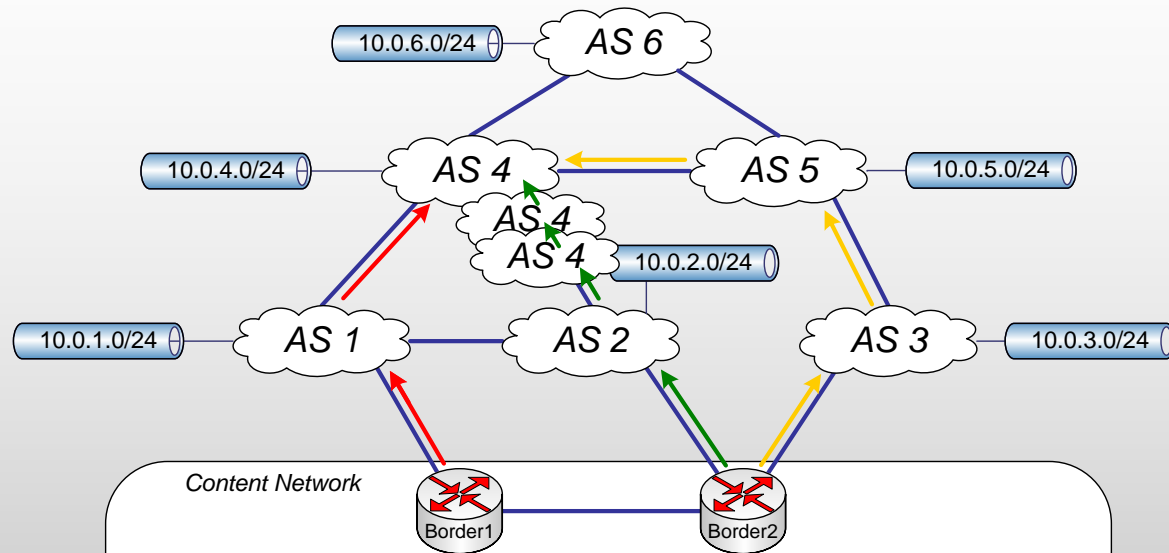 10.0.6.0/24
AS 6
10.0.4.0/24
AS 4
AS 5
10.0.5.0/24
AS 4
AS 4
10.0.2.0/24
10.0.1.0/24
AS 1
AS 2
AS 3
10.0.3.0/24
Content Network
Border1
Border2